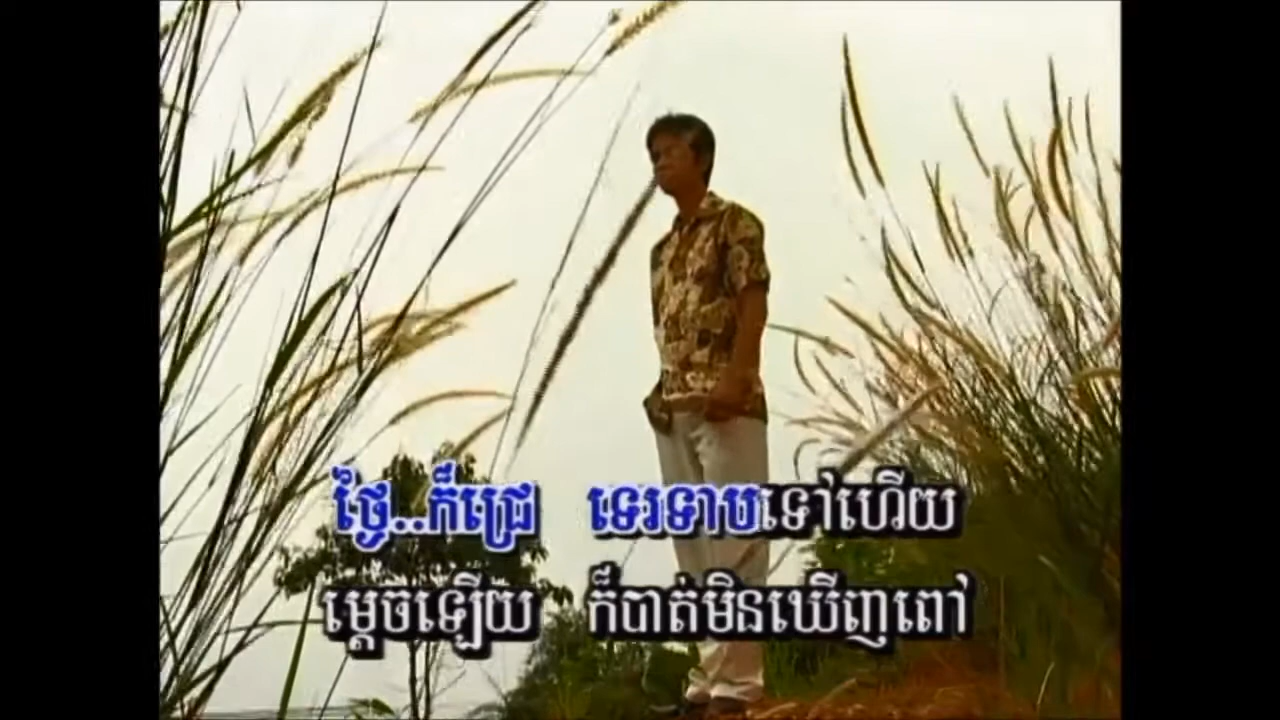 ថ្ងៃ..ក៏ជ្រេ ទេរទាបទៅហើយ
ម្ដេចឡើយ ក៏បាត់មិនឃើញពៅ